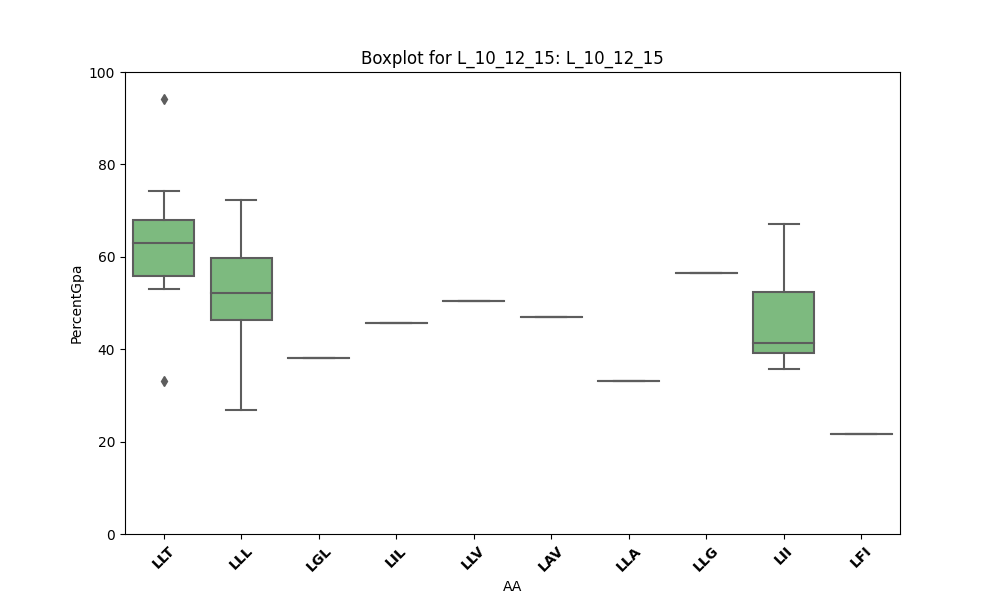 Boxplot for L_10_12_15: L_10_12_15
100
80
60
40
20
0
PercentGpa
LLT
LLL
LGL
LIL
LLV
LAV
LLA
LLG
LII
LFI
AA